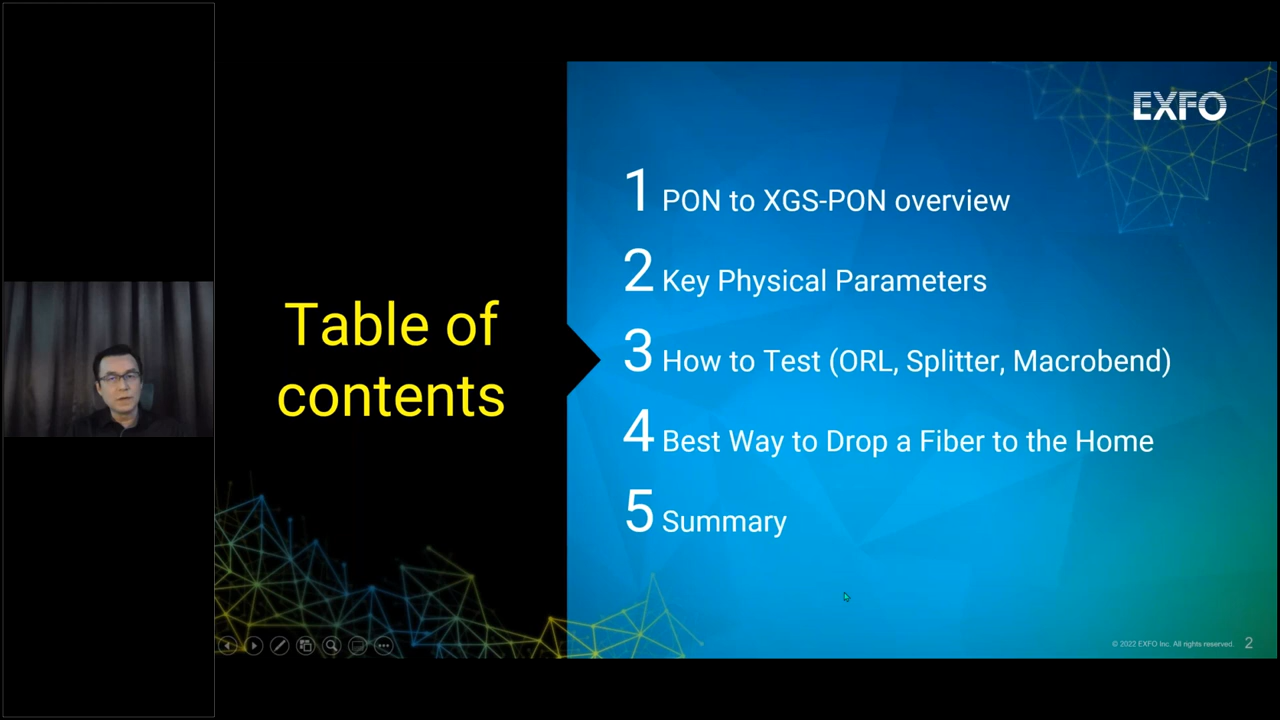 EXFO
Table of
contents
1 PON to XGS-PON overview
2 Key Physical Parameters
3 How to Test (ORL, Splitter, Macrobend)
4 Best Way to Drop a Fiber to the Home
5 Summary
© 2022 EXFO Inc. All rights reserved. 2